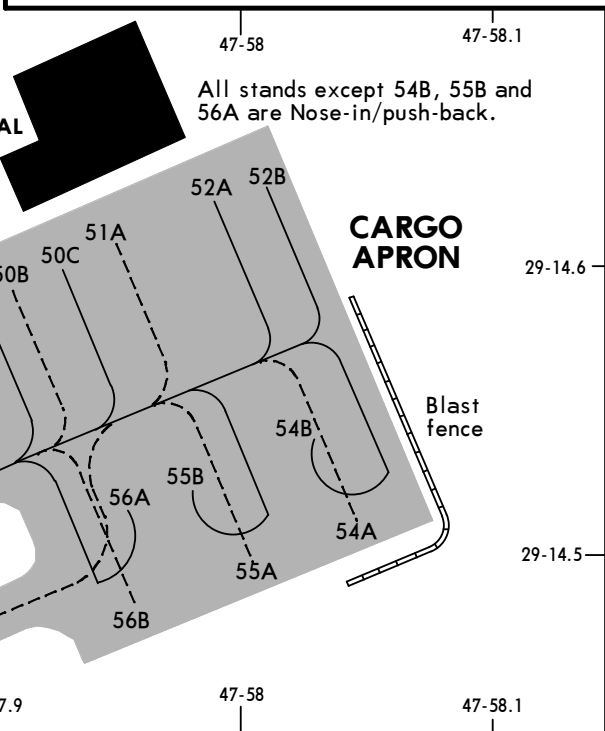 47-58
47-58.1
All stands except 54B, 55B and
56A are Nose-in/push-back.
AL
52A
52B
51A
CARGO
APRON
50C
50B
29-14.6
Blast
fence
54B
55B
56A
54A
29-14.5
55A
56B
7.9
47-58
47-58.1